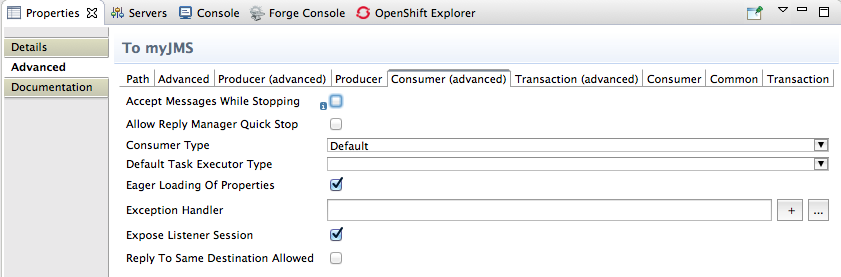 Properties Servers Console Forge Console OpenShift Explorer
Details
Advanced
Documentation
To myJMS
Path Advanced Producer (advanced) Producer Consumer (advanced) Transaction (advanced) Consumer Common Transaction
Accept Messages While Stopping
Allow Reply Manager Quick Stop
Consumer Type Default
Default Task Executor Type
Eager Loading Of Properties
Exception Handler + ...
Expose Listener Session
Reply To Same Destination Allowed